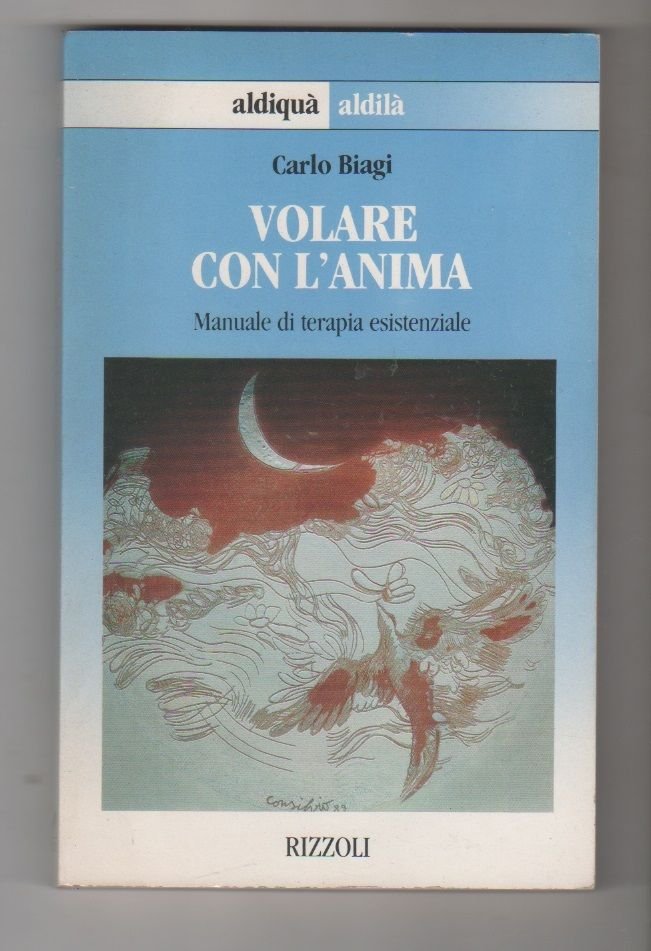 aldiquà aldilà
Carlo Biagi
VOLARE
CON L'ANIMA
Manuale di terapia esistenziale
RIZZOLI